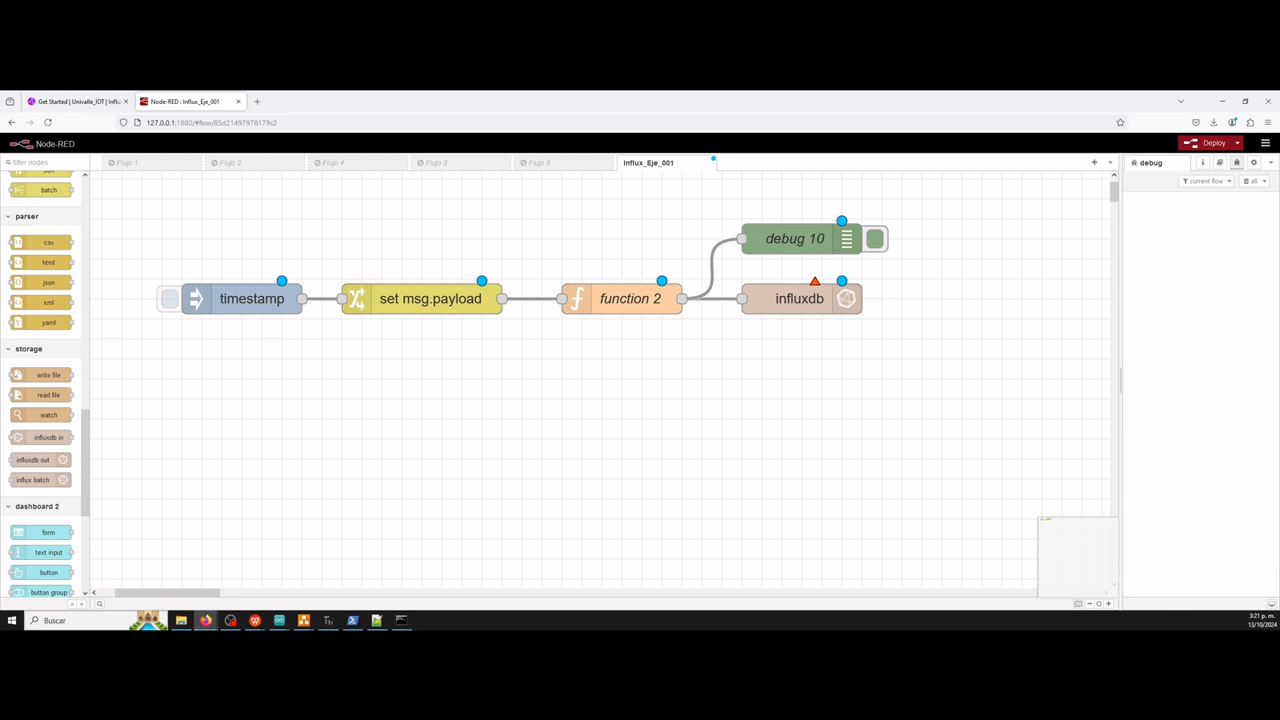 Get Started | Univalle_IOT | Influ
Node-RED : Influx_Eje_001
127.0.0.1:1880/#flow/85d21497978179c2
Node-RED
Deploy
filter nodes
Flujo 1
Flujo 2
Flujo 4
Flujo 3
Flujo 5
Influx_Eje_001
debug
current flow
all
batch
parser
csv
html
json
xml
yaml
storage
write file
read file
watch
influxdb in
influxdb out
influx batch
dashboard 2
form
text input
button
button group
debug 10
timestamp
set msg.payload
function 2
influxdb
Buscar
3:21 p. m.
13/10/2024